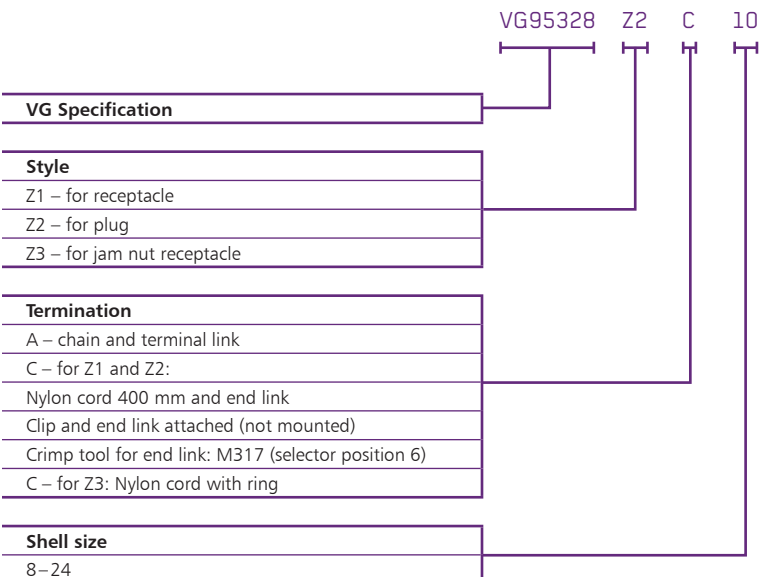 VG95328 Z2 C 10
VG Specification
Style
Z1 – for receptacle
Z2 – for plug
Z3 – for jam nut receptacle
Termination
A – chain and terminal link
C – for Z1 and Z2:
Nylon cord 400 mm and end link
Clip and end link attached (not mounted)
Crimp tool for end link: M317 (selector position 6)
C – for Z3: Nylon cord with ring
Shell size
8–24